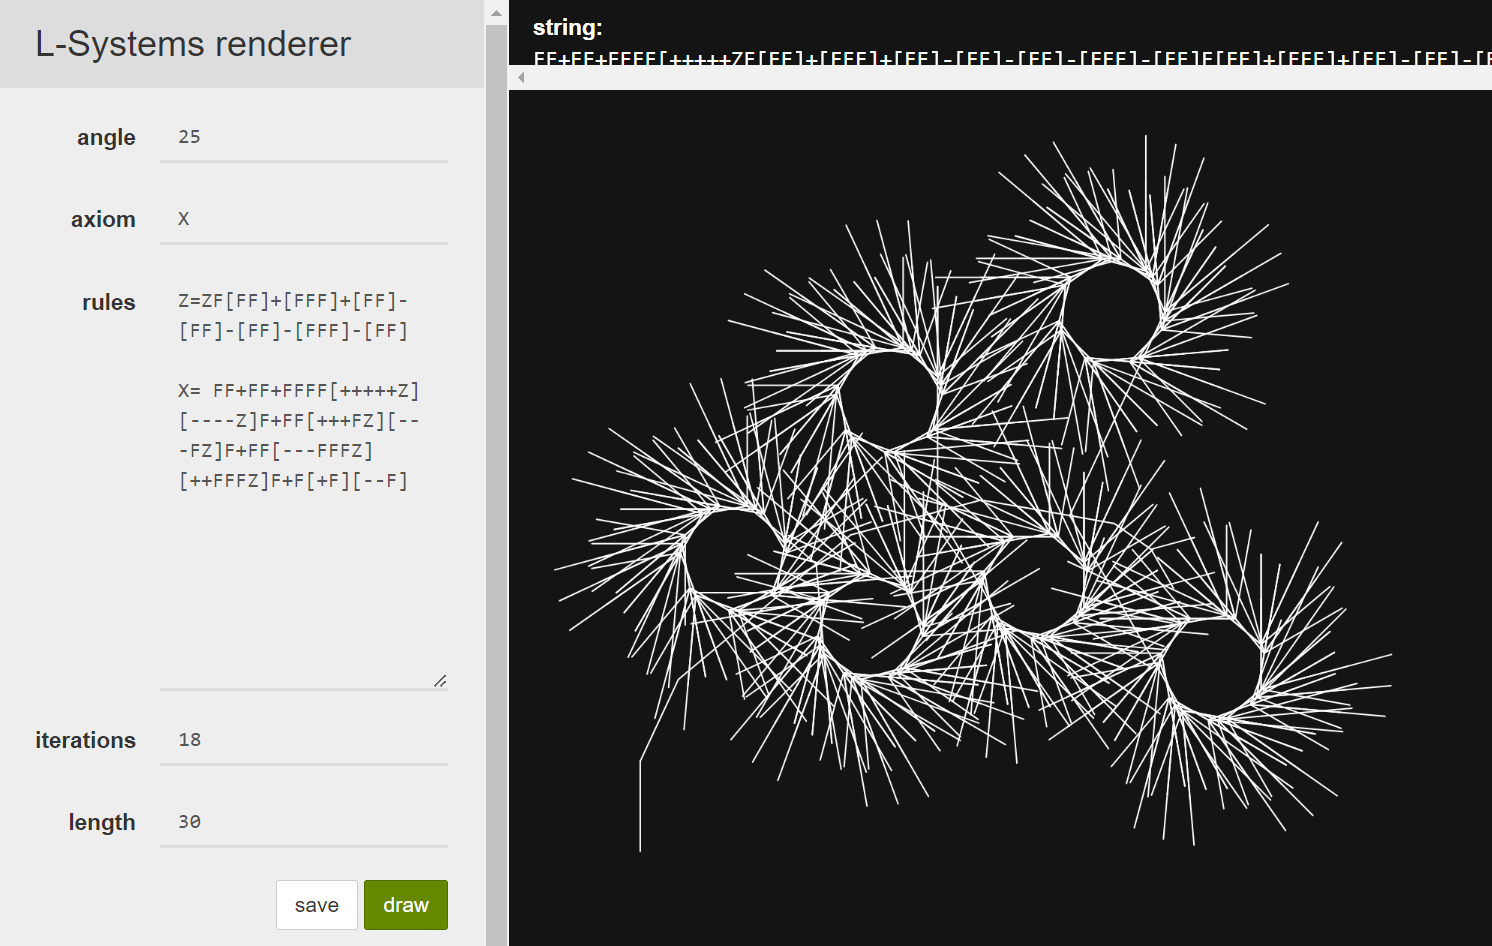 L-Systems renderer
angle
25
axiom
X
rules
Z=ZF[FF]+[FFF]+[FF]-
[FF]-[FF]-[FFF]-[FF]
X= FF+FF+FFFF[+++++Z]
[----Z]F+FF[+++FZ][--
-FZ]F+FF[---FFFZ]
[++FFFZ]F+F[+F][--F]
iterations
18
length
30
save
draw
string:
FF+FF+FFFF[+++++ZF[FF]+[FFF]+[FF]-[FF]-[FF]-[FFF]-[FF]F[FF]+[FFF]+[FF]-[FF]-[F